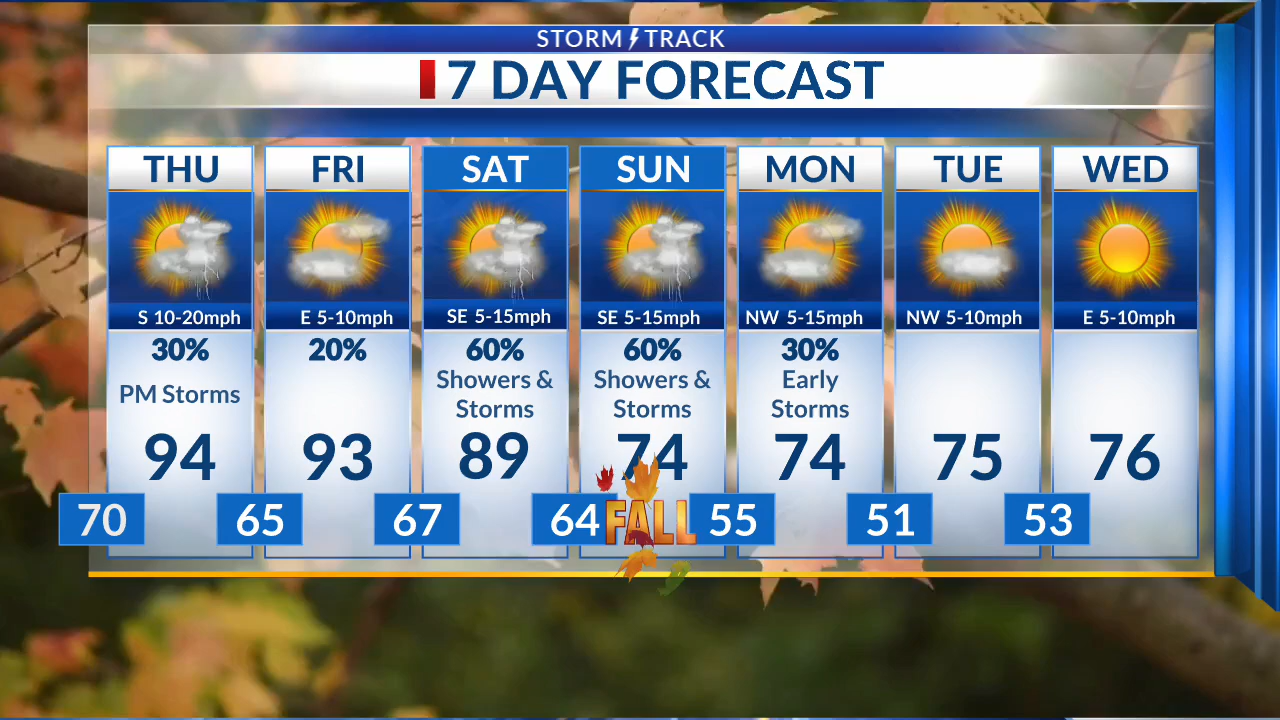 STORM TRACK
7 DAY FORECAST
THU FRI SAT SUN MON TUE WED
S 10-20mph E 5-10mph SE 5-15mph SE 5-15mph NW 5-15mph NW 5-10mph E 5-10mph
30% 20% 60% 60% 30%
PM Storms
Showers &
Storms
Showers &
Storms
Early
Storms
94 93 89 74 74 75 76
70 65 67 64 FALL 55 51 53